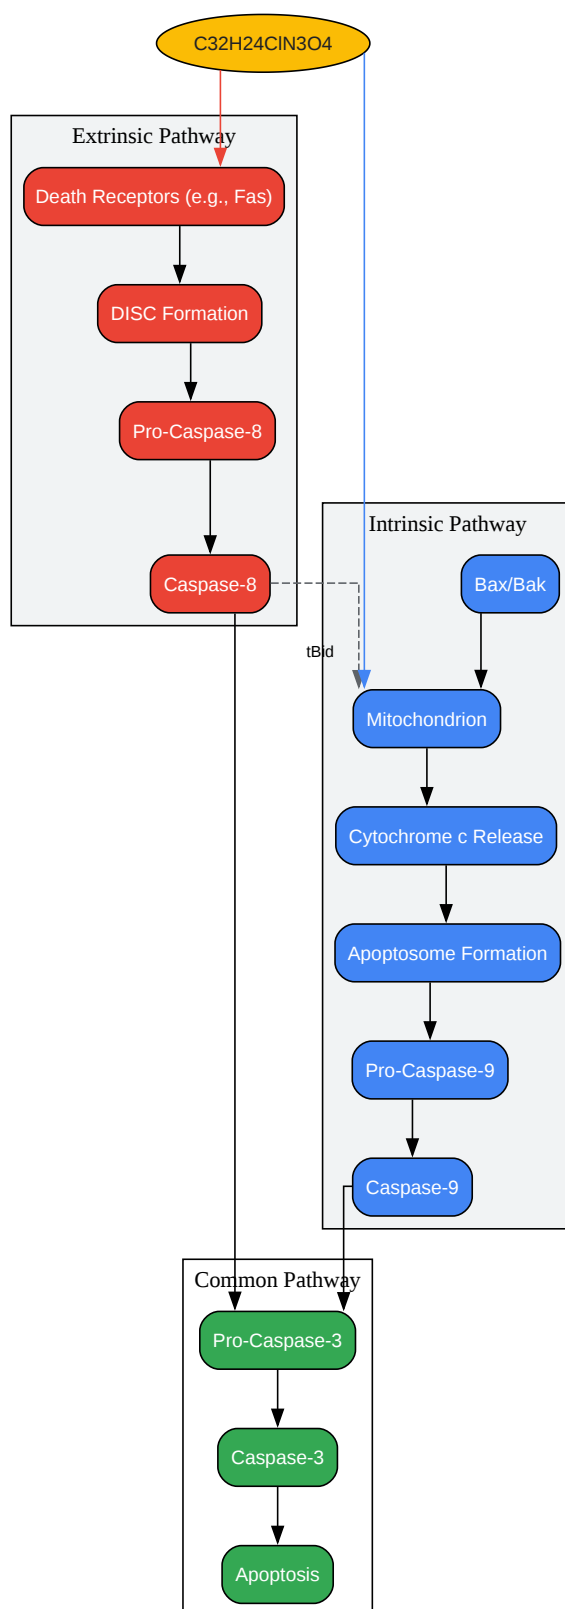 C32H24ClN3O4
Extrinsic Pathway
Death Receptors (e.g., Fas)
DISC Formation
Pro-Caspase-8
Caspase-8
Intrinsic Pathway
Bax/Bak
tBid
Mitochondrion
Cytochrome c Release
Apoptosome Formation
Pro-Caspase-9
Caspase-9
Common Pathway
Pro-Caspase-3
Caspase-3
Apoptosis